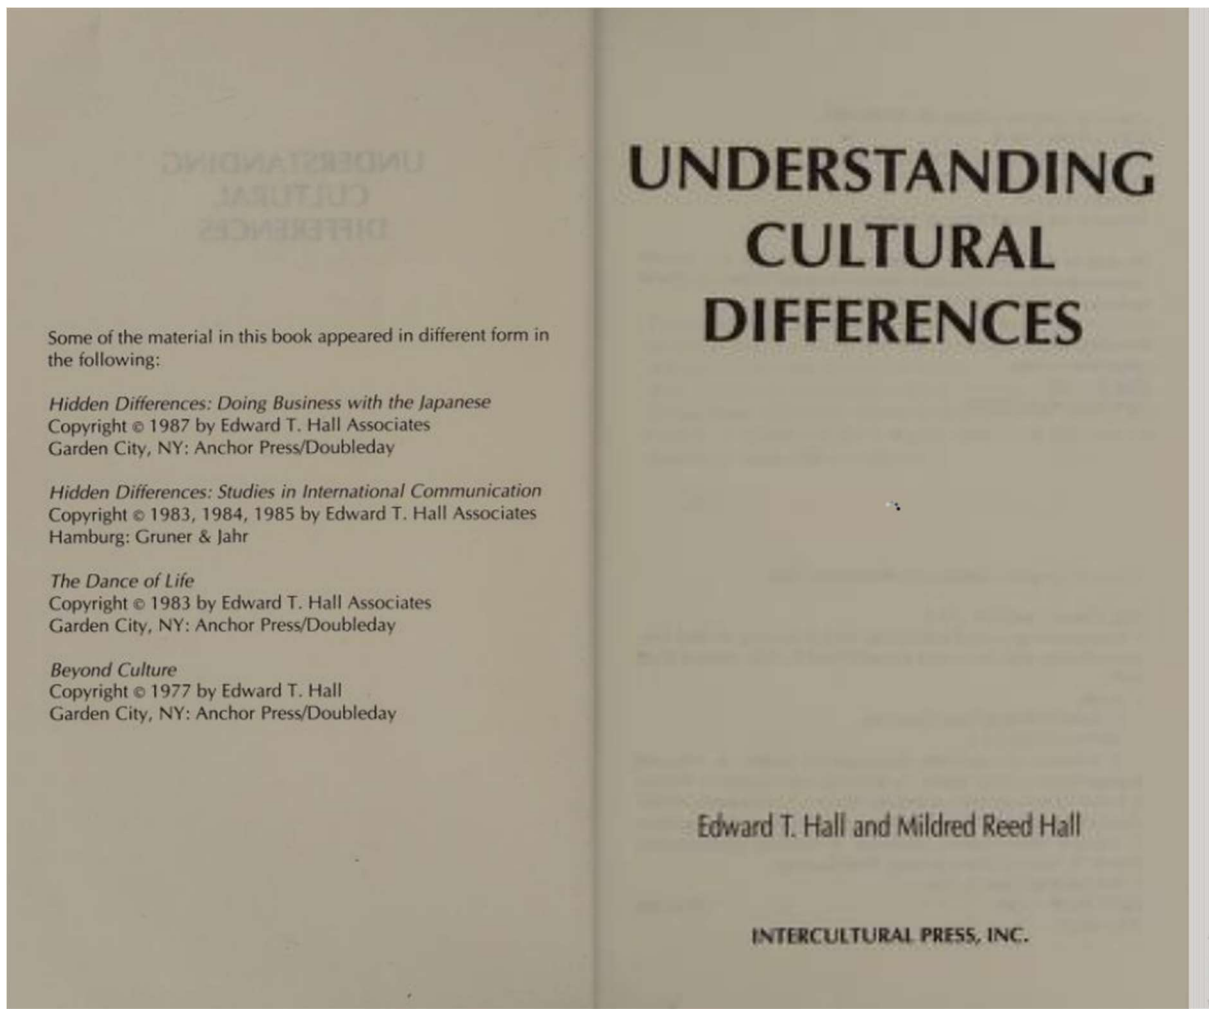 Some of the material in this book appeared in different form in
the following:
Hidden Differences: Doing Business with the Japanese
Copyright © 1987 by Edward T. Hall Associates
Garden City, NY: Anchor Press/Doubleday
Hidden Differences: Studies in International Communication
Copyright © 1983, 1984, 1985 by Edward T. Hall Associates
Hamburg: Gruner & Jahr
The Dance of Life
Copyright © 1983 by Edward T. Hall Associates
Garden City, NY: Anchor Press/Doubleday
Beyond Culture
Copyright © 1977 by Edward T. Hall
Garden City, NY: Anchor Press/Doubleday
UNDERSTANDING
CULTURAL
DIFFERENCES
Edward T. Hall and Mildred Reed Hall
INTERCULTURAL PRESS, INC.